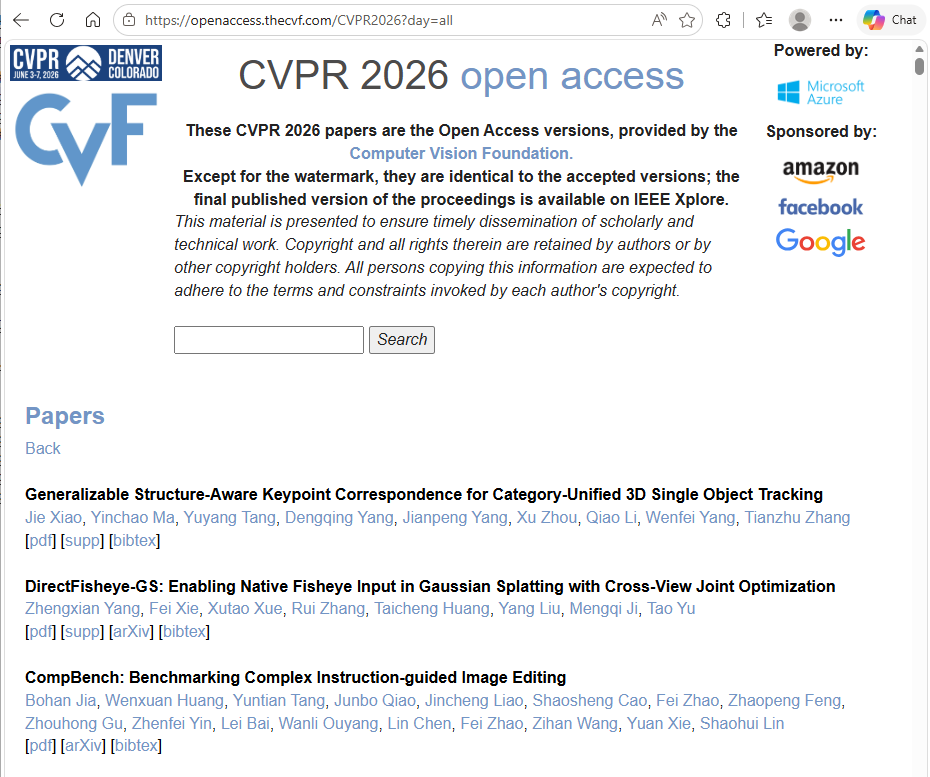 https://openaccess.thecvf.com/CVPR2026?day=all
Chat
CVPR
JUNE 3-7, 2026
DENVER
COLORADO
CVF
CVPR 2026 open access
These CVPR 2026 papers are the Open Access versions, provided by the
Computer Vision Foundation.
Except for the watermark, they are identical to the accepted versions; the
final published version of the proceedings is available on IEEE Xplore.
This material is presented to ensure timely dissemination of scholarly and
technical work. Copyright and all rights therein are retained by authors or by
other copyright holders. All persons copying this information are expected to
adhere to the terms and constraints invoked by each author's copyright.
Search
Powered by:
Microsoft
Azure
Sponsored by:
amazon
facebook
Google
Papers
Back
Generalizable Structure-Aware Keypoint Correspondence for Category-Unified 3D Single Object Tracking
Jie Xiao, Yinchao Ma, Yuyang Tang, Dengqing Yang, Jianpeng Yang, Xu Zhou, Qiao Li, Wenfei Yang, Tianzhu Zhang
[pdf] [supp] [bibtex]
DirectFisheye-GS: Enabling Native Fisheye Input in Gaussian Splatting with Cross-View Joint Optimization
Zhengxian Yang, Fei Xie, Xutao Xue, Rui Zhang, Taicheng Huang, Yang Liu, Mengqi Ji, Tao Yu
[pdf] [supp] [arXiv] [bibtex]
CompBench: Benchmarking Complex Instruction-guided Image Editing
Bohan Jia, Wenxuan Huang, Yuntian Tang, Junbo Qiao, Jincheng Liao, Shaosheng Cao, Fei Zhao, Zhaopeng Feng,
Zhouhong Gu, Zhenfei Yin, Lei Bai, Wanli Ouyang, Lin Chen, Fei Zhao, Zihan Wang, Yuan Xie, Shaohui Lin
[pdf] [arXiv] [bibtex]